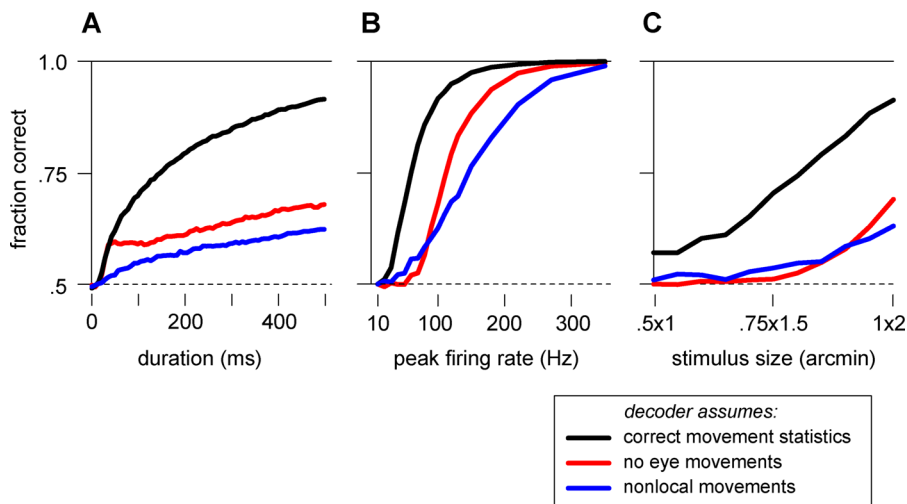 A
B
C
fraction correct
1.0
.75
.5
0
200
400
duration (ms)
10
100
200
300
peak firing rate (Hz)
.5x1
.75x1.5
1x2
stimulus size (arcmin)
decoder assumes:
correct movement statistics
no eye movements
nonlocal movements